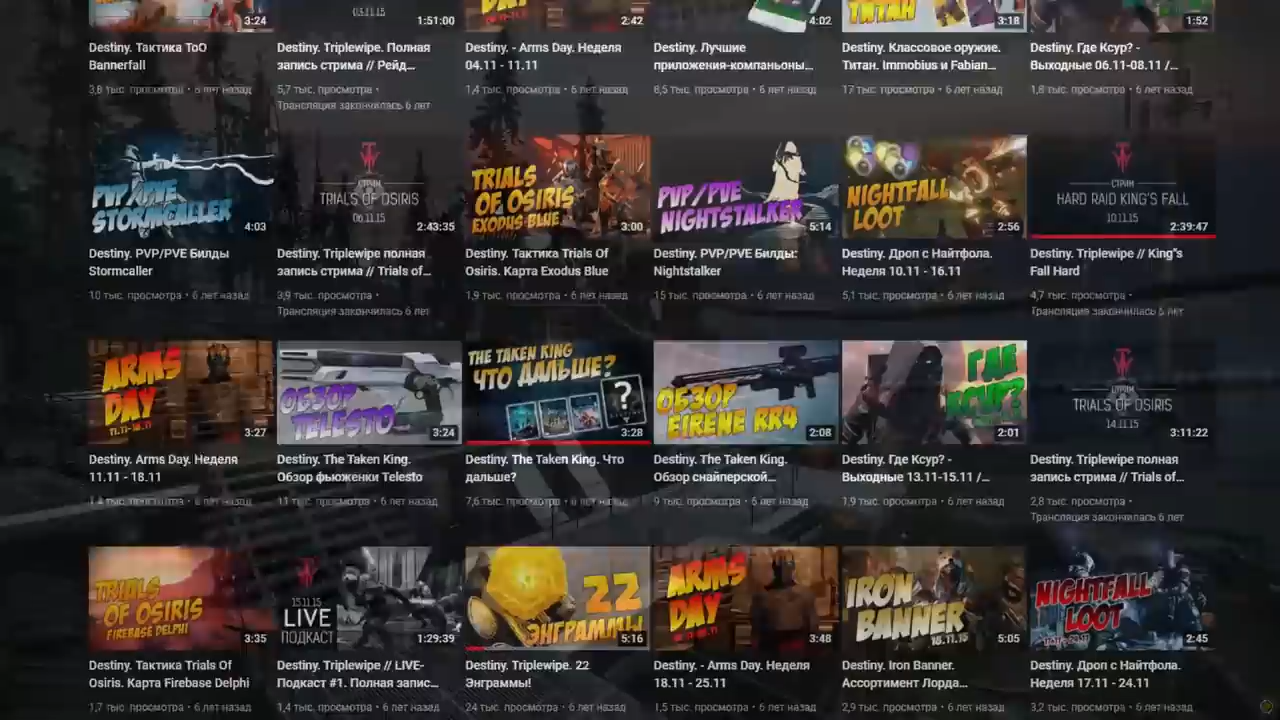 ТИТАН
3:24
05.11.15
1:51:00
2:42
4:02
3:18
1:52
Destiny. Тактика ТоО
Bannerfall
3,8 тыс. просмотра • 6 лет назад
Destiny. Triplewipe. Полная
запись стрима // Рейд...
5,7 тыс. просмотра •
Трансляция закончилась 6 лет
Destiny. - Arms Day. Неделя
04.11 - 11.11
1,4 тыс. просмотра • 6 лет назад
Destiny. Лучшие
приложения-компаньоны...
6,5 тыс. просмотра • 6 лет назад
Destiny. Классовое оружие.
Титан. Immobius и Fabian...
17 тыс. просмотра • 6 лет назад
Destiny. Где Ксур? -
Выходные 06.11-08.11 /...
1,8 тыс. просмотра • 6 лет назад
PVP/PVE
STORMCALLER
4:03
СТРИМ
TRIALS OF OSIRIS
06.11.15
2:43:35
TRIALS
OF OSIRIS
EXODUS BLUE
3:00
PVP/PVE
NIGHTSTALKER
5:14
NIGHTFALL
LOOT
2:56
СТРИМ
HARD RAID KING'S FALL
10.11.15
2:39:47
Destiny. PVP/PVE Билды
Stormcaller
10 тыс. просмотра • 6 лет назад
Destiny. Triplewipe полная
запись стрима // Trials of...
3,9 тыс. просмотра •
Трансляция закончилась 6 лет
Destiny. Тактика Trials Of
Osiris. Карта Exodus Blue
1,9 тыс. просмотра • 6 лет назад
Destiny. PVP/PVE Билды:
Nightstalker
15 тыс. просмотра • 6 лет назад
Destiny. Дроп с Найтфола.
Неделя 10.11 - 16.11
5,1 тыс. просмотра • 6 лет назад
Destiny. Triplewipe // King"s
Fall Hard
4,7 тыс. просмотра •
Трансляция закончилась 6 лет
ARMS
DAY
11.11-18.11
3:27
ОБЗОР
TELESTO
3:24
THE TAKEN KING
ЧТО ДАЛЬШЕ?
?
3:28
ОБЗОР
EIRENE RR4
2:08
ГДЕ
КСУР?
2:01
СТРИМ
TRIALS OF OSIRIS
14.11.15
3:11:22
Destiny. Arms Day. Неделя
11.11 - 18.11
1,4 тыс. просмотра • 6 лет назад
Destiny. The Taken King.
Обзор фьюженки Telesto
11 тыс. просмотра • 6 лет назад
Destiny. The Taken King. Что
дальше?
7,6 тыс. просмотра • 6 лет назад
Destiny. The Taken King.
Обзор снайперской...
9 тыс. просмотра • 6 лет назад
Destiny. Где Ксур? -
Выходные 13.11-15.11 /...
1,9 тыс. просмотра • 6 лет назад
Destiny. Triplewipe полная
запись стрима // Trials of...
2,8 тыс. просмотра •
Трансляция закончилась 6 лет
TRIALS
OF OSIRIS
FIREBASE DELPHI
3:35
15.11.15
LIVE
ПОДКАСТ
1:29:39
22
ЭНГРАММЫ
5:16
ARMS
DAY
3:48
IRON
BANNER
18.11.15
5:05
NIGHTFALL
LOOT
2:45
Destiny. Тактика Trials Of
Osiris. Карта Firebase Delphi
1,7 тыс. просмотра • 6 лет назад
Destiny. Triplewipe // LIVE-
Подкаст #1. Полная запис...
1,4 тыс. просмотра • 6 лет назад
Destiny. Triplewipe. 22
Энграммы!
24 тыс. просмотра • 6 лет назад
Destiny. - Arms Day. Неделя
18.11 - 25.11
1,5 тыс. просмотра • 6 лет назад
Destiny. Iron Banner.
Ассортимент Лорда...
2,9 тыс. просмотра • 6 лет назад
Destiny. Дроп с Найтфола.
Неделя 17.11 - 24.11
3,2 тыс. просмотра • 6 лет назад